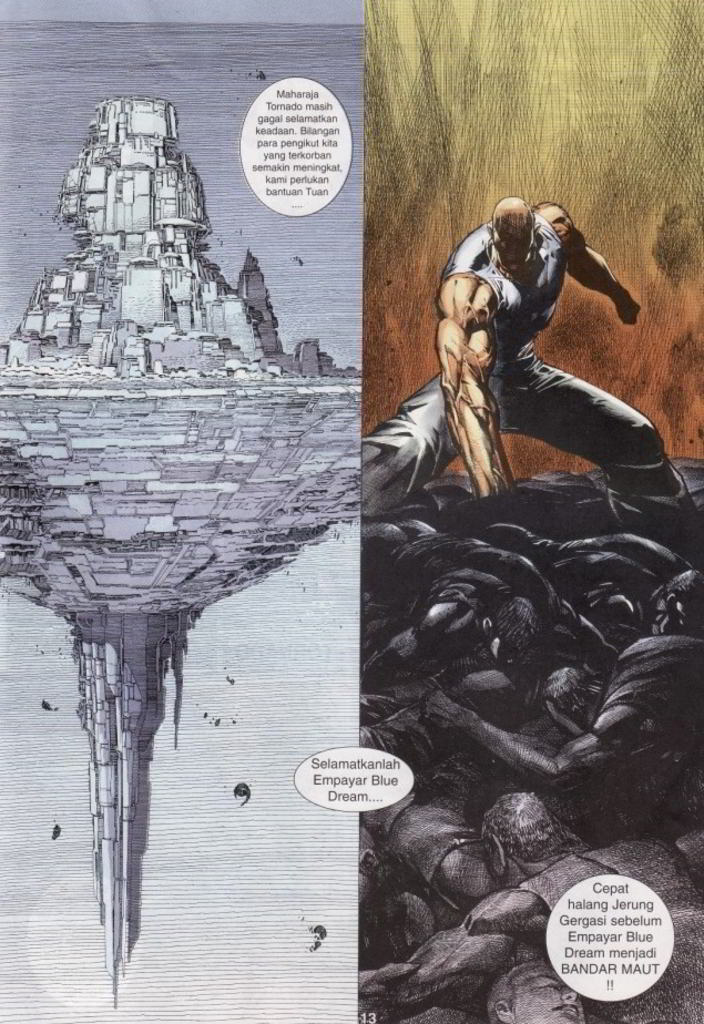 Maharaja
Tornado masih
gagal selamatkan
keadaan. Bilangan
para pengikut kita
yang terkorban
semakin meningkat,
kami perlukan
bantuan Tuan
....
Selamatkanlah
Empayar Blue
Dream....
Cepat
halang Jerung
Gergasi sebelum
Empayar Blue
Dream menjadi
BANDAR MAUT
!!
13